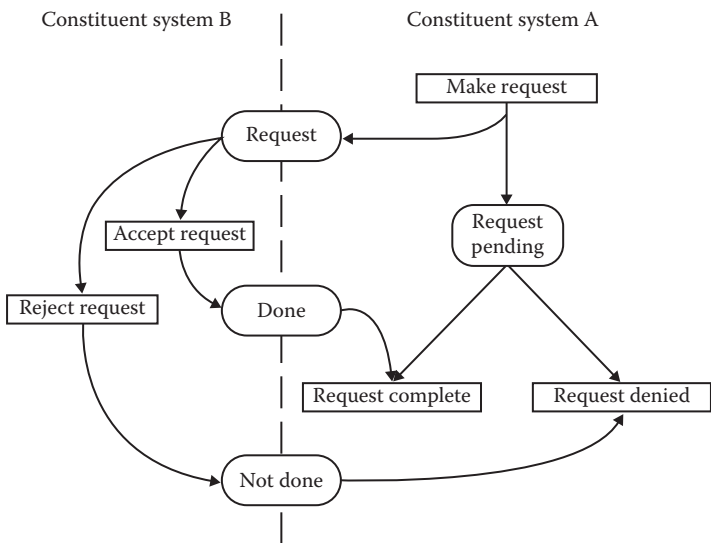 Constituent system B
Constituent system A
Make request
Request
Request
pending
Accept request
Reject request
Done
Request complete
Request denied
Not done